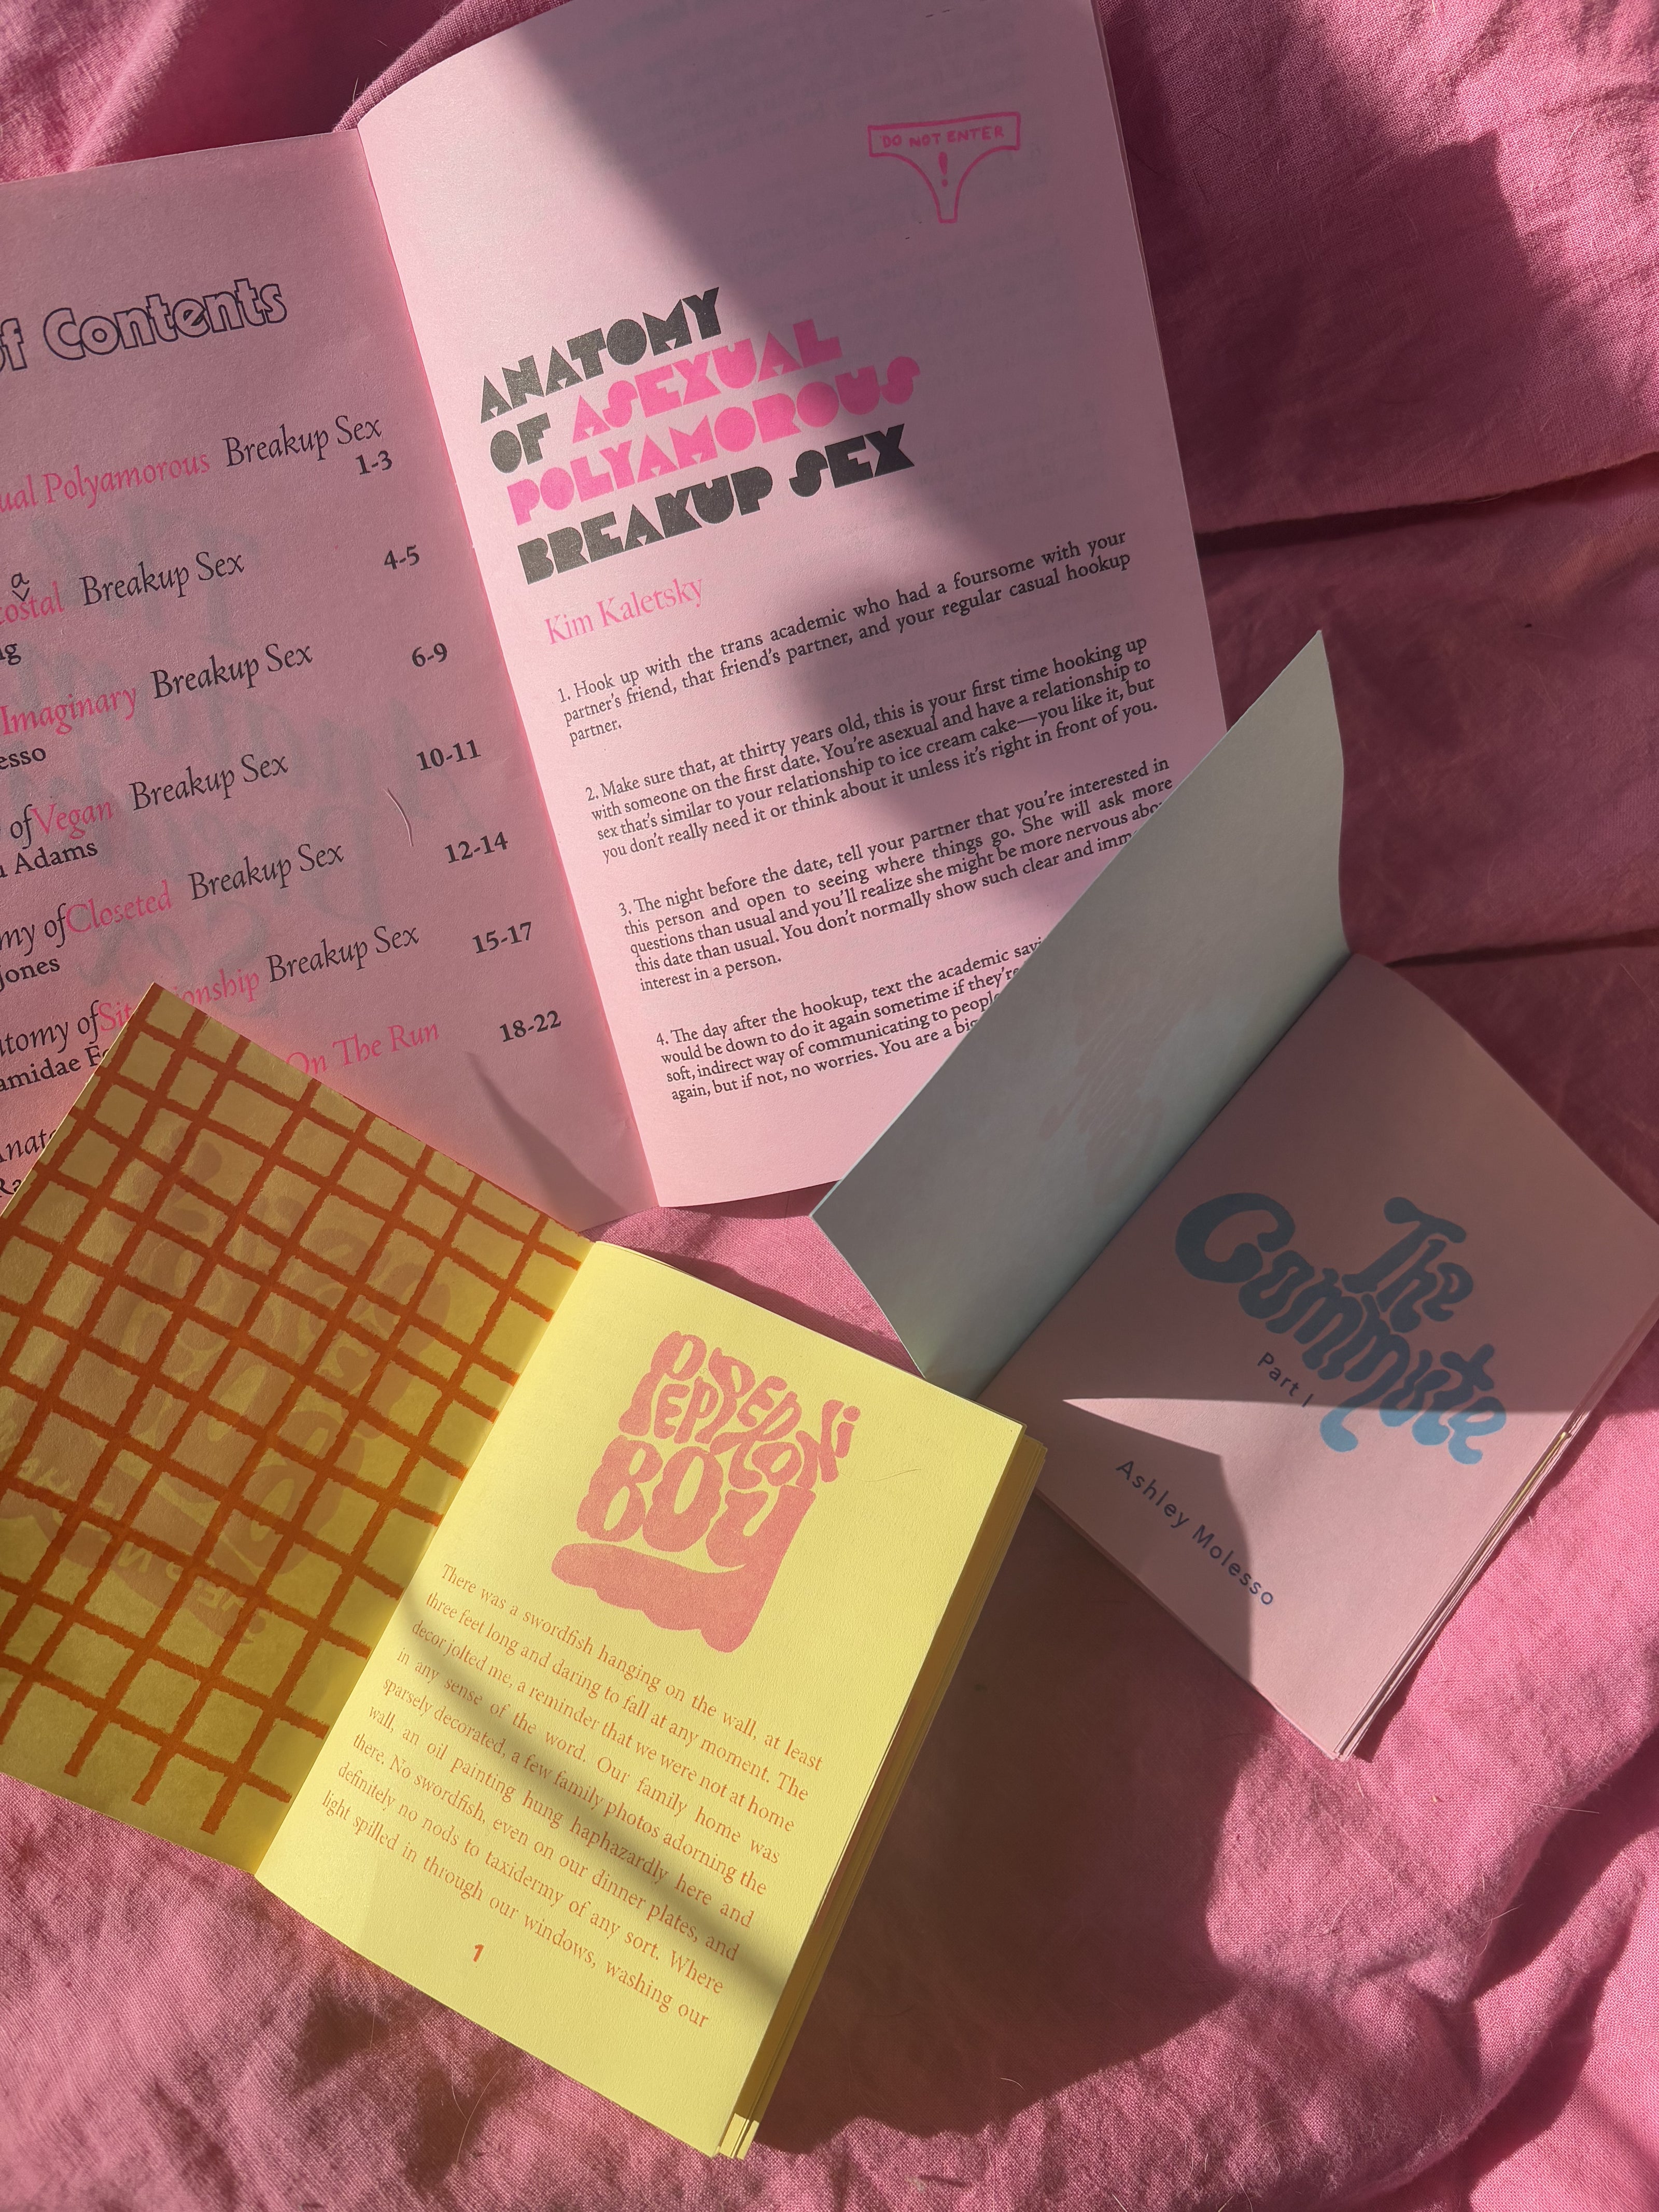 of Contents
Polyamorous Breakup Sex
1-3
a
Breakup Sex
4-5
Imaginary Breakup Sex
6-9
of Vegan Breakup Sex
10-11
Adams
of Closeted Breakup Sex
12-14
Jones
of Breakup Sex
15-17
On The Run
18-22
DO NOT ENTER
!
ANATOMY
OF ASEXUAL
POLYAMOROUS
BREAKUP SEX
Kim Kaletsky
1. Hook up with the trans academic who had a foursome with your
partner's friend, that friend's partner, and your regular casual hookup
partner.
2. Make sure that, at thirty years old, this is your first time hooking up
with someone on the first date. You're asexual and have a relationship to
sex that's similar to your relationship to ice cream cake—you like it, but
you don't really need it or think about it unless it's right in front of you.
3. The night before the date, tell your partner that you're interested in
this person and open to seeing where things go. She will ask more
questions than usual and you'll realize she might be more nervous
this date than usual. You don't normally show such clear and
interest in a person.
4. The day after the hookup, text the academic
would be down to do it again sometime if they're
soft, indirect way of communicating to
again, but if not, no worries. You are a
PEPPERONI
BOY
There was a swordfish hanging on the wall, at least
three feet long and daring to fall at any moment. The
decor jolted me, a reminder that we were not at home
in any sense of the word. Our family home was
sparsely decorated, a few family photos adorning the
wall, an oil painting hung haphazardly here and
there. No swordfish, even on our dinner plates, and
definitely no nods to taxidermy of any sort. Where
light spilled in through our windows, washing our
1
The
Commute
Part I
Ashley Molesso